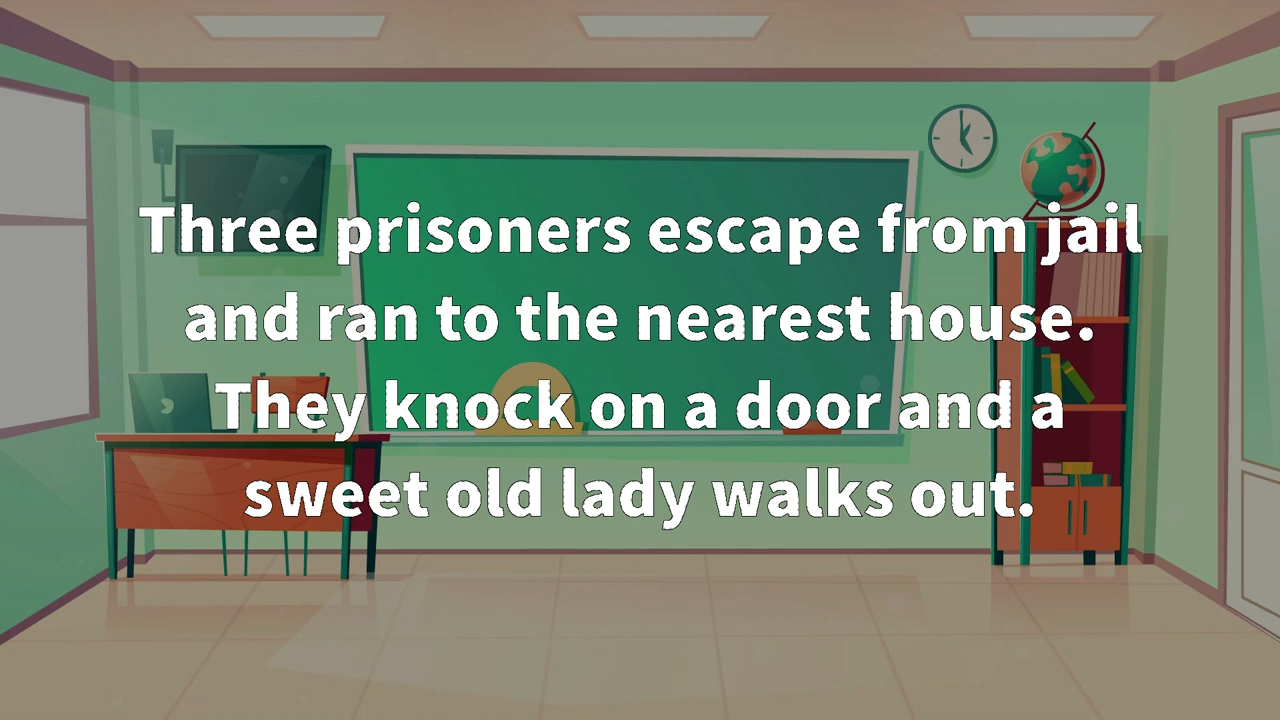 Three prisoners escape from jail
and ran to the nearest house.
They knock on a door and a
sweet old lady walks out.